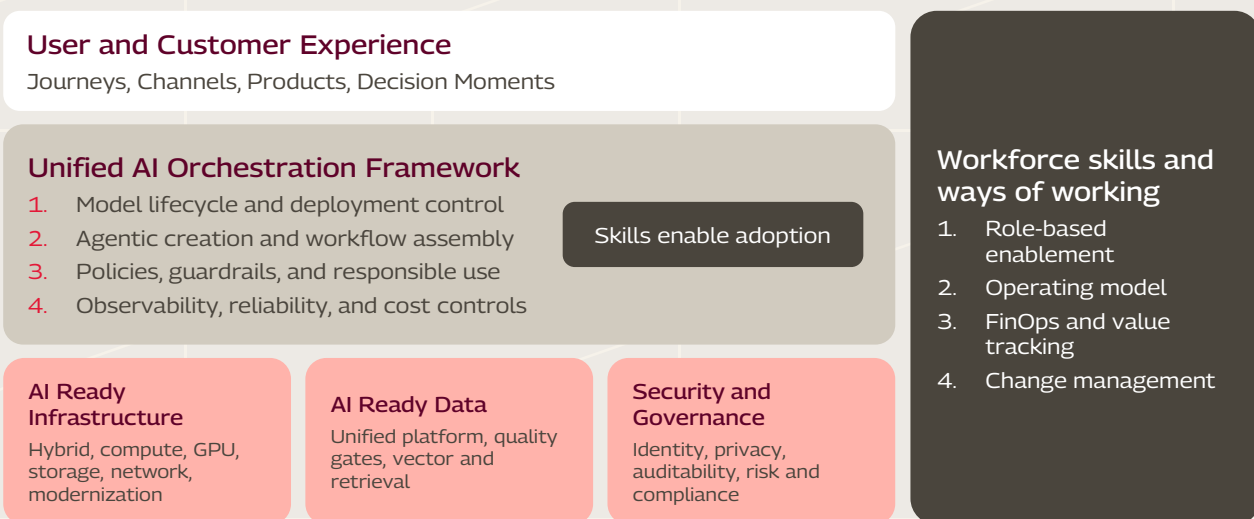 User and Customer Experience
Journeys, Channels, Products, Decision Moments
Unified AI Orchestration Framework
1. Model lifecycle and deployment control
2. Agentic creation and workflow assembly
3. Policies, guardrails, and responsible use
4. Observability, reliability, and cost controls
Skills enable adoption
AI Ready
Infrastructure
Hybrid, compute, GPU,
storage, network,
modernization
AI Ready Data
Unified platform, quality
gates, vector and
retrieval
Security and
Governance
Identity, privacy,
auditability, risk and
compliance
Workforce skills and
ways of working
1. Role-based
enablement
2. Operating model
3. FinOps and value
tracking
4. Change management